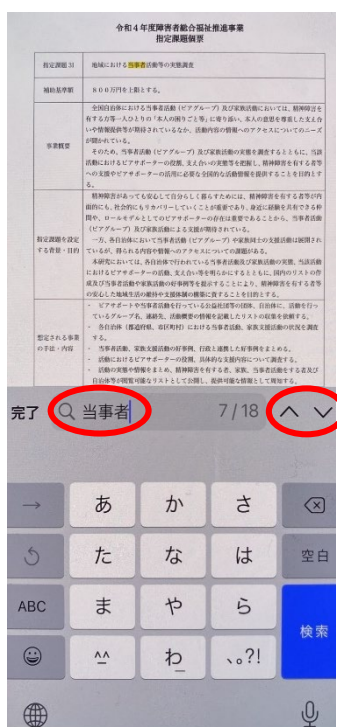 令和4年度障害者総合福祉推進事業
指定課題個票
指定課題 31
地域における当事者活動等の実態調査
補助基準額
800万円を上限とする。
事業概要
全国自治体における当事者活動（ピアグループ）及び家族活動においては、精神障害を
有する方等一人ひとりの「本人の困りごと等」に寄り添い、本人の意思を尊重した支え合
いや情報提供等が期待されているなか、活動内容の情報へのアクセスについてのニーズ
が聞かれている。
そのため、当事者活動（ピアグループ）及び家族活動の実態を調査するとともに、当該
活動におけるピアサポーターの役割、支え合いの実態等を把握し、精神障害を有する者等
への支援やピアサポーターの活用に必要な全国的な活動情報を提供することを目的とす
る。
指定課題を設定
する背景・目的
精神障害があっても安心して自分らしく暮らすためには、精神障害を有する者等が内
面的にも、社会的にもリカバリーしていくことが重要であり、身近に経験を共有できる仲
間や、ロールモデルとしてのピアサポーターの存在は重要であることから、当事者活動
（ピアグループ）及び家族活動による支援が期待されている。
一方、各自治体において当事者活動（ピアグループ）や家族同士の支援活動は展開され
ているが、得られる内容や情報へのアクセスについての課題がある。
本研究においては、各自治体で行われている当事者活動及び家族活動の実態、当該活動
におけるピアサポーターの活動、支え合い等を明らかにするとともに、国内のリストの作
成及び当事者活動や家族活動の好事例等を提示することにより、精神障害を有する者等
の安心した地域生活の維持や支援体制の構築に資することを目的とする。
想定される事業
の手法・内容
・ ピアサポートや当事者活動を行っている公益社団等の団体、自治体に、活動を行っ
ているグループ名、連絡先、活動概要の情報を記載したリストの収集を依頼する。
・ 各自治体（都道府県、市区町村）における当事者活動、家族支援活動の状況を調査
する。
・ 当事者活動、家族支援活動の好事例、行政と連携した好事例をまとめる。
・ 活動におけるピアサポーターの役割、具体的な支援内容について調査する。
・ 活動の実態や情報をまとめ、精神障害を有する者、家族、当事者活動をする者及び
自治体等が閲覧可能なリストとして公開し、提供可能な情報として周知する。
完了 当事者 7 / 18
→ あ か さ
た な は 空白
ABC ま や ら
検索
^^ わ 、。?!